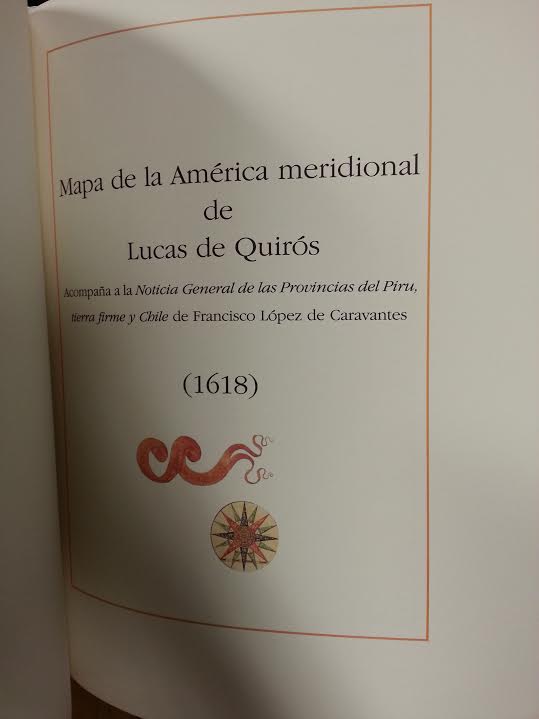 Mapa de la América meridional
de
Lucas de Quirós
Acompaña a la Noticia General de las Provincias del Piru,
tierra firme y Chile de Francisco López de Caravantes
(1618)